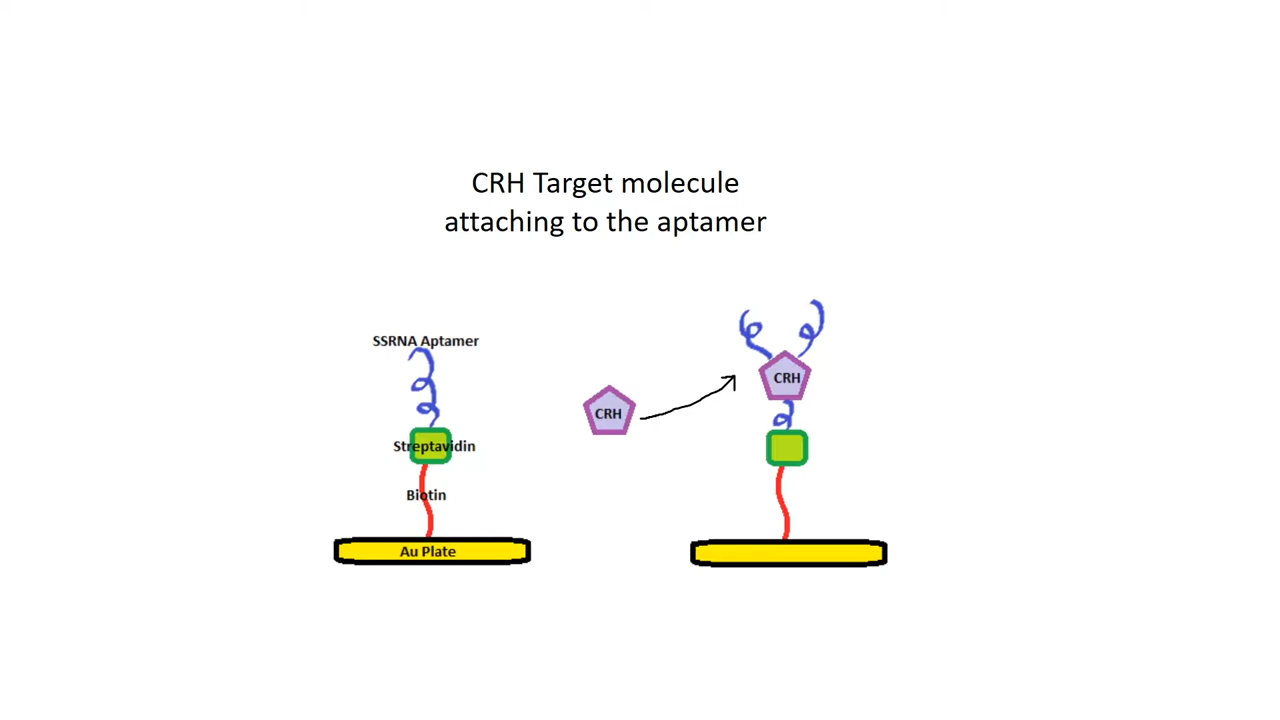 CRH Target molecule
attaching to the aptamer
SSRNA Aptamer
Streptavidin
Biotin
Au Plate
CRH
CRH